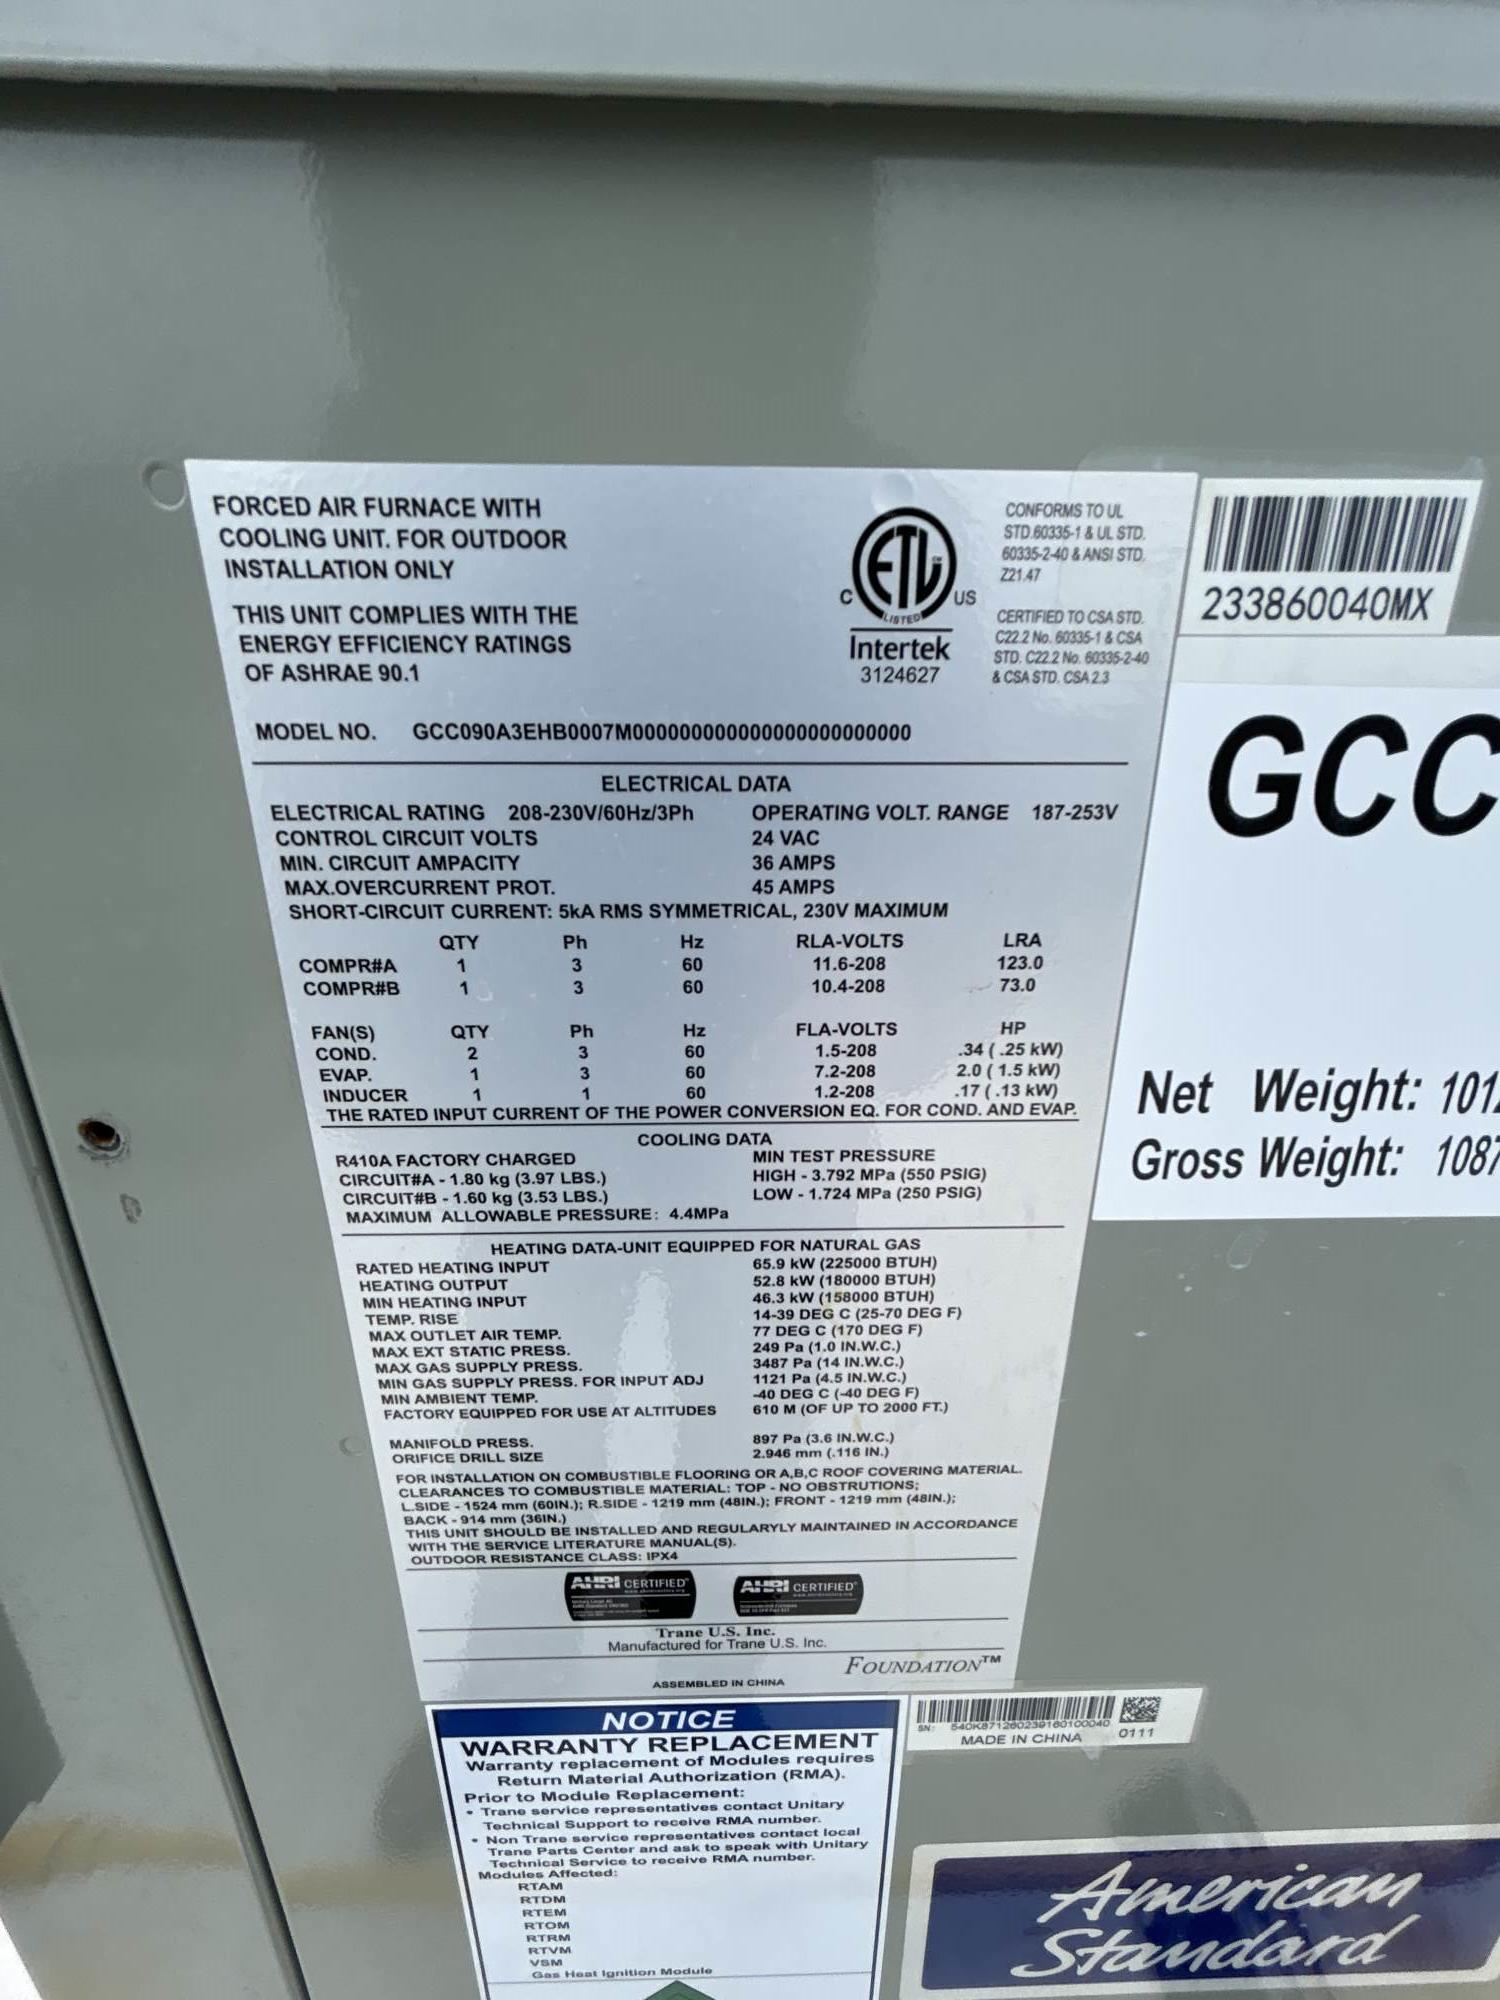 FORCED AIR FURNACE WITH
COOLING UNIT. FOR OUTDOOR
INSTALLATION ONLY
THIS UNIT COMPLIES WITH THE
ENERGY EFFICIENCY RATINGS
OF ASHRAE 90.1
C ETL US
LISTED
Intertek
3124627
CONFORMS TO UL
STD.60335-1 & UL STD.
60335-2-40 & ANSI STD.
Z21.47
CERTIFIED TO CSA STD.
C22.2 No. 60335-1 & CSA
STD. C22.2 No. 60335-2-40
& CSA STD. CSA 2.3
233860040MX
GCC
Net Weight: 101
Gross Weight: 1087
MODEL NO. GCC090A3EHB0007M000000000000000000000000
ELECTRICAL DATA
ELECTRICAL RATING 208-230V/60Hz/3Ph OPERATING VOLT. RANGE 187-253V
CONTROL CIRCUIT VOLTS 24 VAC
MIN. CIRCUIT AMPACITY 36 AMPS
MAX.OVERCURRENT PROT. 45 AMPS
SHORT-CIRCUIT CURRENT: 5kA RMS SYMMETRICAL, 230V MAXIMUM
QTY Ph Hz RLA-VOLTS LRA
COMPR#A 1 3 60 11.6-208 123.0
COMPR#B 1 3 60 10.4-208 73.0
FAN(S) QTY Ph Hz FLA-VOLTS HP
COND. 2 3 60 1.5-208 .34 ( .25 kW)
EVAP. 1 3 60 7.2-208 2.0 ( 1.5 kW)
INDUCER 1 1 60 1.2-208 .17 ( .13 kW)
THE RATED INPUT CURRENT OF THE POWER CONVERSION EQ. FOR COND. AND EVAP.
COOLING DATA
R410A FACTORY CHARGED MIN TEST PRESSURE
CIRCUIT#A - 1.80 kg (3.97 LBS.) HIGH - 3.792 MPa (550 PSIG)
CIRCUIT#B - 1.60 kg (3.53 LBS.) LOW - 1.724 MPa (250 PSIG)
MAXIMUM ALLOWABLE PRESSURE: 4.4MPa
HEATING DATA-UNIT EQUIPPED FOR NATURAL GAS
RATED HEATING INPUT 65.9 kW (225000 BTUH)
HEATING OUTPUT 52.8 kW (180000 BTUH)
MIN HEATING INPUT 46.3 kW (158000 BTUH)
TEMP. RISE 14-39 DEG C (25-70 DEG F)
MAX OUTLET AIR TEMP. 77 DEG C (170 DEG F)
MAX EXT STATIC PRESS. 249 Pa (1.0 IN.W.C.)
MAX GAS SUPPLY PRESS. 3487 Pa (14 IN.W.C.)
MIN GAS SUPPLY PRESS. FOR INPUT ADJ 1121 Pa (4.5 IN.W.C.)
MIN AMBIENT TEMP. -40 DEG C (-40 DEG F)
FACTORY EQUIPPED FOR USE AT ALTITUDES 610 M (OF UP TO 2000 FT.)
MANIFOLD PRESS. 897 Pa (3.6 IN.W.C.)
ORIFICE DRILL SIZE 2.946 mm (.116 IN.)
FOR INSTALLATION ON COMBUSTIBLE FLOORING OR A,B,C ROOF COVERING MATERIAL.
CLEARANCES TO COMBUSTIBLE MATERIAL: TOP - NO OBSTRUTIONS;
L.SIDE - 1524 mm (60IN.); R.SIDE - 1219 mm (48IN.); FRONT - 1219 mm (48IN.);
BACK - 914 mm (36IN.)
THIS UNIT SHOULD BE INSTALLED AND REGULARYLY MAINTAINED IN ACCORDANCE
WITH THE SERVICE LITERATURE MANUAL(S).
OUTDOOR RESISTANCE CLASS: IPX4
AHRI CERTIFIED AHRI CERTIFIED
Trane U.S. Inc.
Manufactured for Trane U.S. Inc.
FOUNDATION™
ASSEMBLED IN CHINA
SN: 540K871260239160100040
MADE IN CHINA 0111
NOTICE
WARRANTY REPLACEMENT
Warranty replacement of Modules requires
Return Material Authorization (RMA).
Prior to Module Replacement:
• Trane service representatives contact Unitary
Technical Support to receive RMA number.
• Non Trane service representatives contact local
Trane Parts Center and ask to speak with Unitary
Technical Service to receive RMA number.
Modules Affected:
RTAM
RTDM
RTEM
RTOM
RTRM
RTVM
VSM
Gas Heat Ignition Module
American
Standard